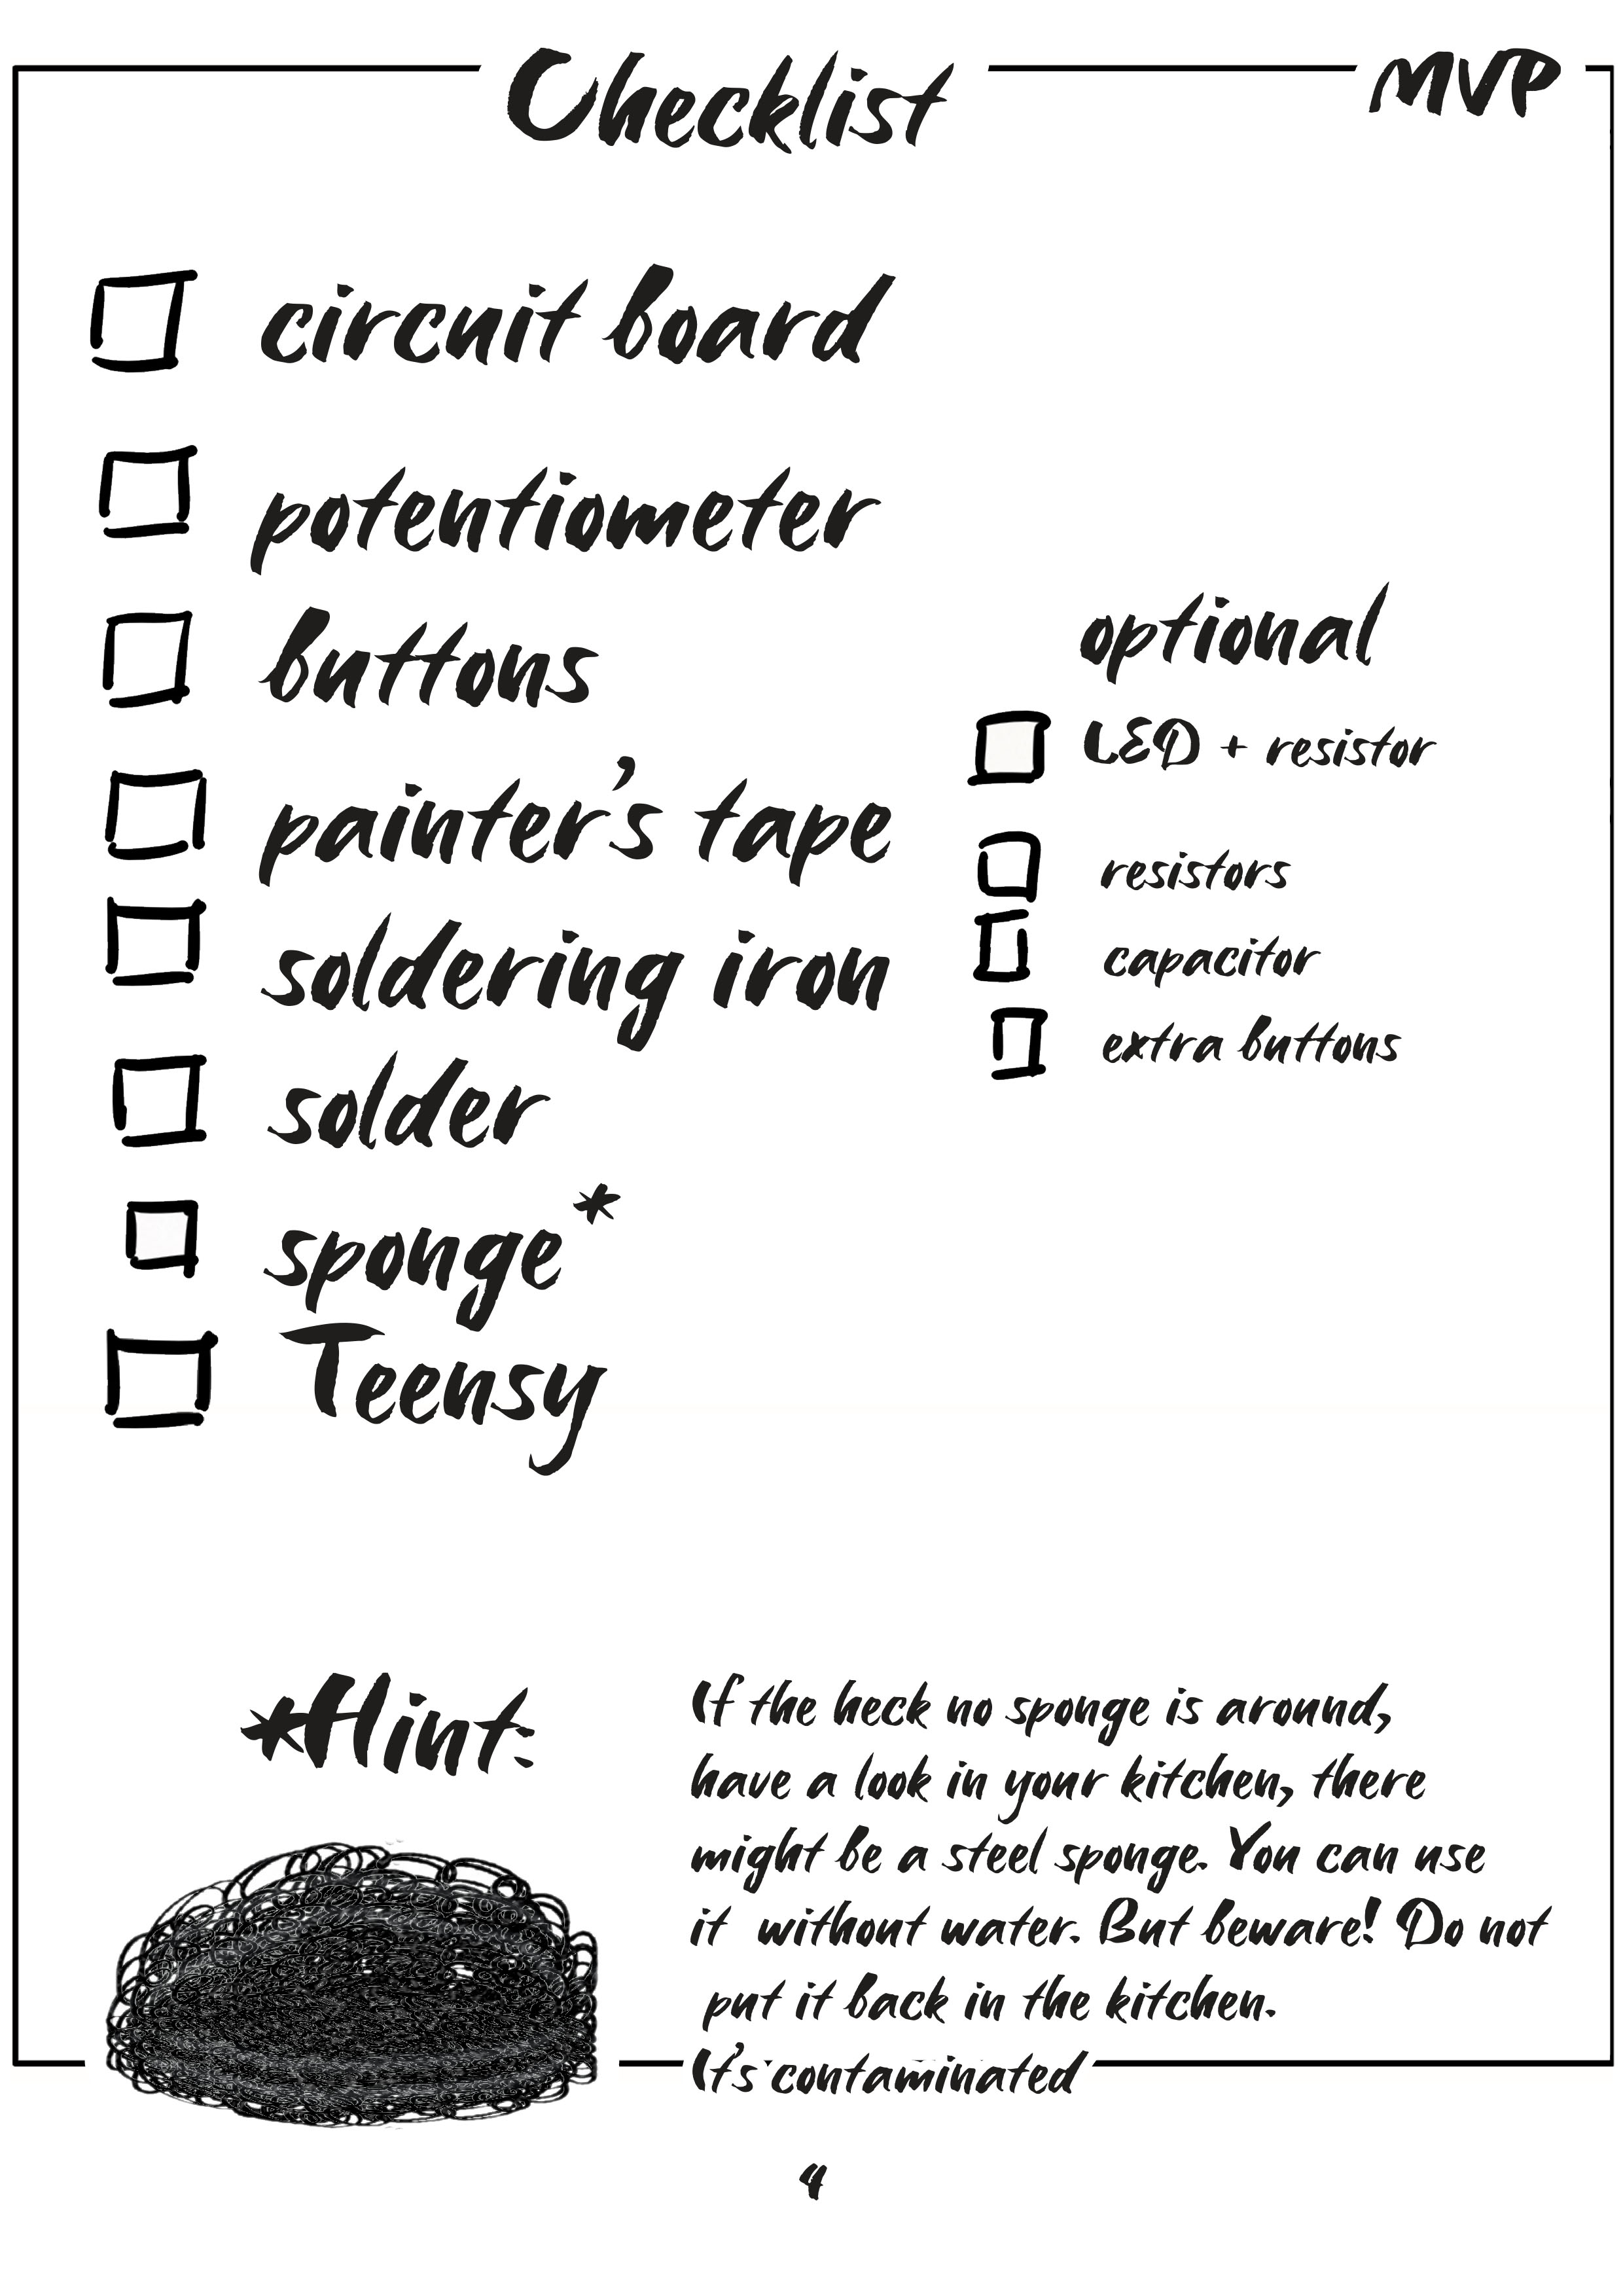 Checklist
MVP
circuit board
potentiometer
buttons
painter's tape
soldering iron
solder
sponge*
Teensy
optional
LED + resistor
resistors
capacitor
extra buttons
*Hint:
If the heck no sponge is around,
have a look in your kitchen, there
might be a steel sponge. You can use
it without water. But beware! Do not
put it back in the kitchen.
It's contaminated
4